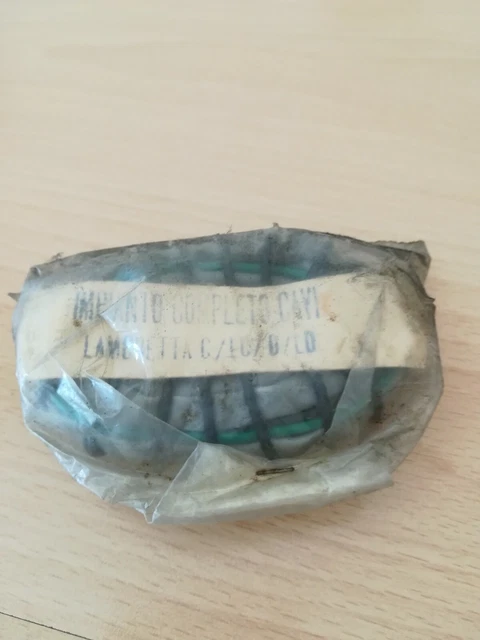 IMPIANTO COMPLETO CAVI
LAMBRETTA C/LC/D/LD